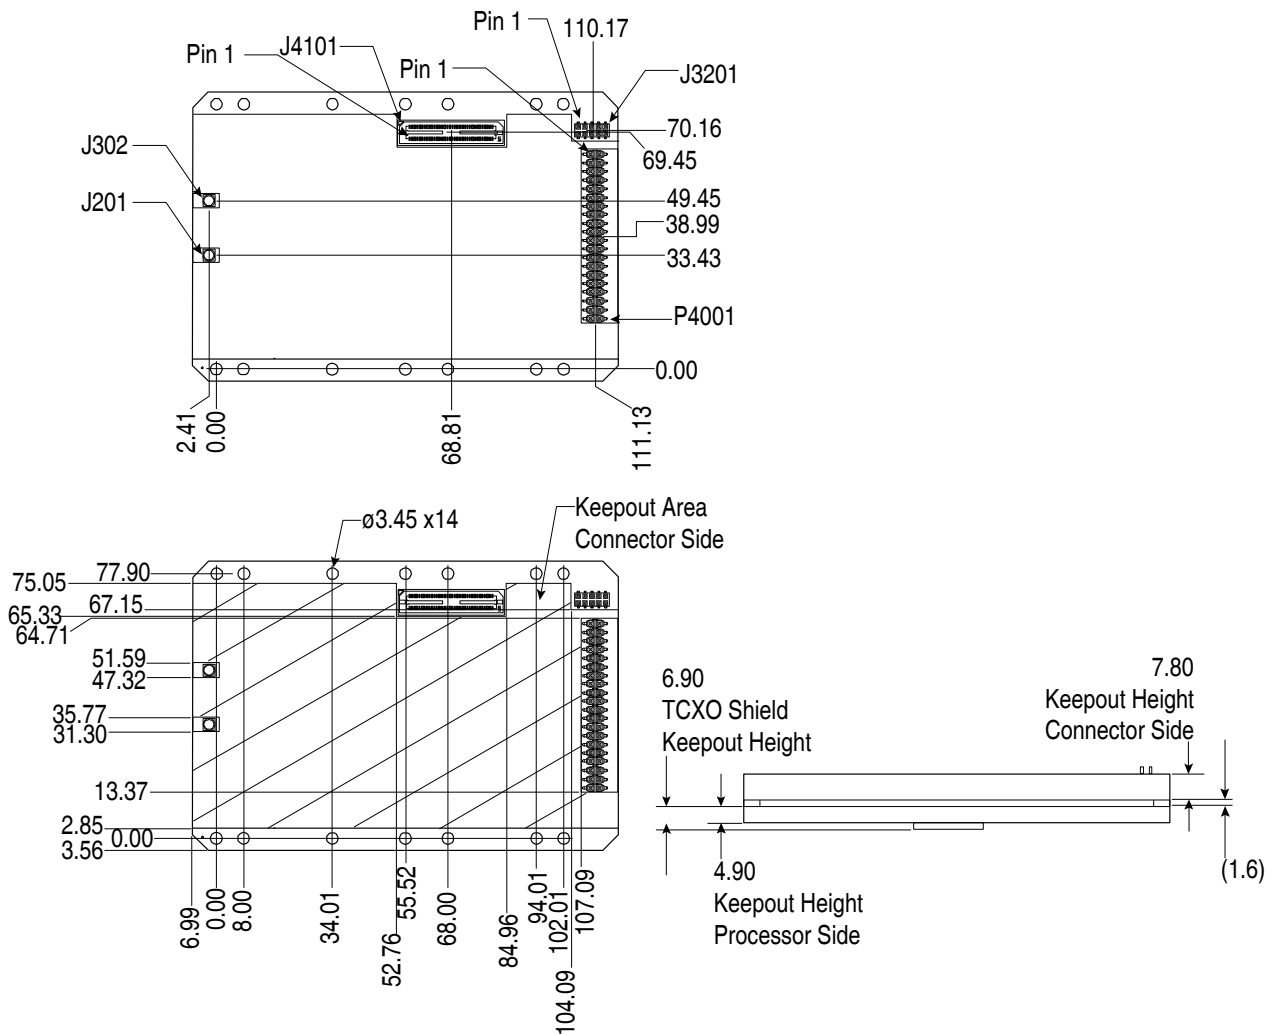 Pin 1
110.17
Pin 1
J4101
Pin 1
J3201
70.16
69.45
J302
49.45
J201
38.99
33.43
P4001
0.00
2.41
0.00
68.81
111.13
ø3.45 x14
Keepout Area
Connector Side
77.90
75.05
67.15
65.33
64.71
51.59
47.32
35.77
31.30
13.37
2.85
0.00
3.56
6.99
0.00
8.00
34.01
52.76
55.52
68.00
84.96
94.01
102.01
104.09
107.09
6.90
TCXO Shield
Keepout Height
7.80
Keepout Height
Connector Side
4.90
Keepout Height
Processor Side
(1.6)